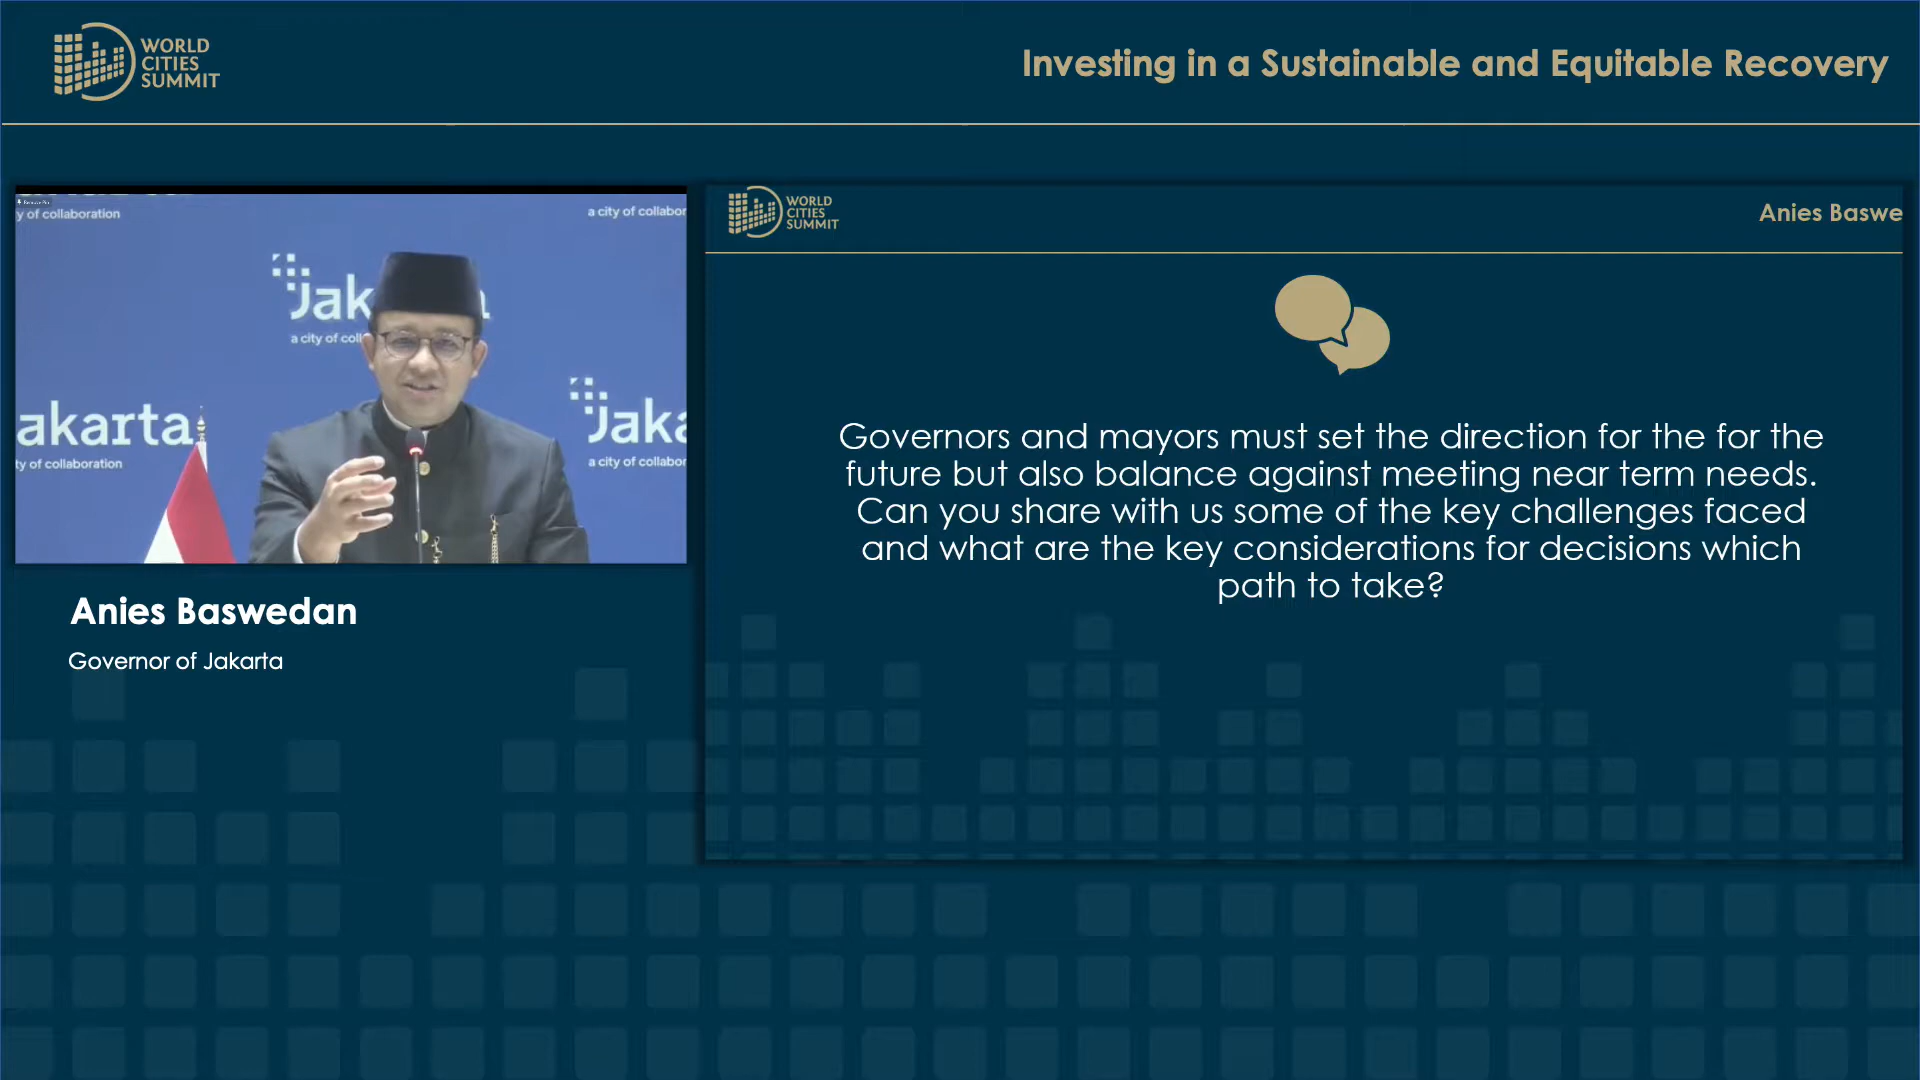 WORLD
CITIES
SUMMIT
Investing in a Sustainable and Equitable Recovery
y of collaboration
a city of collabor
Jak
a
a city of coll
akarta
ty of collaboration
Jaka
a city of collabor
Anies Baswedan
Governor of Jakarta
WORLD
CITIES
SUMMIT
Anies Baswe
Governors and mayors must set the direction for the for the
future but also balance against meeting near term needs.
Can you share with us some of the key challenges faced
and what are the key considerations for decisions which
path to take?